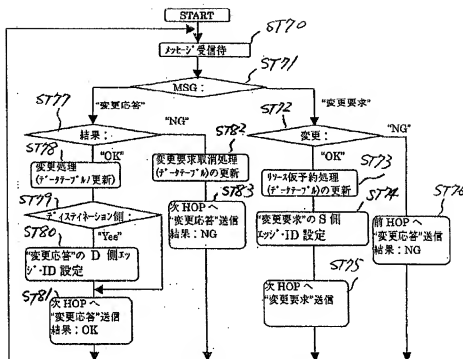 START
ST70
メッセージ受信待
ST71
MSG:
"変更応答"
"変更要求"
ST77
結果:
"NG"
"OK"
ST72
変更:
"NG"
"OK"
ST78
変更処理
(データテーブル)更新)
ST82
変更要求取消処理
(データテーブル)の更新
ST73
リソース仮予約処理
(データテーブル)の更新
ST79
ディスティネーション側:
"Yes"
ST83
次HOPへ
"変更応答"送信
結果:NG
ST74
"変更要求"のS側
エッジ・ID設定
ST76
前HOPへ
"変更応答"送信
結果:NG
ST80
"変更応答"のD側エッ
ジ・ID設定
ST75
次HOPへ
"変更要求"送信
ST81
次HOPへ
"変更応答"送信
結果:OK